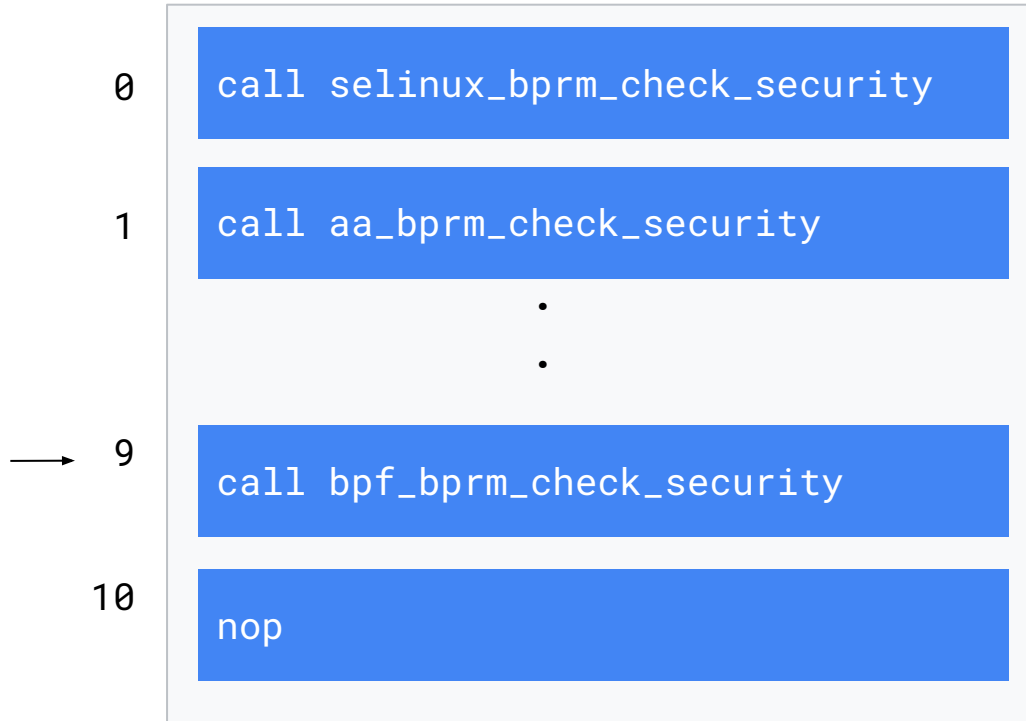 0 call selinux_bprm_check_security
1 call aa_bprm_check_security
.
.
9 call bpf_bprm_check_security
10 nop